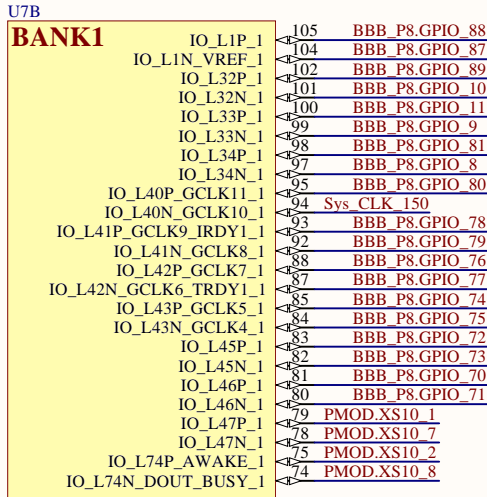 U7B
BANK1
IO_L1P_1 105 BBB_P8.GPIO_88
IO_L1N_VREF_1 104 BBB_P8.GPIO_87
IO_L32P_1 102 BBB_P8.GPIO_89
IO_L32N_1 101 BBB_P8.GPIO_10
IO_L33P_1 100 BBB_P8.GPIO_11
IO_L33N_1 99 BBB_P8.GPIO_9
IO_L34P_1 98 BBB_P8.GPIO_81
IO_L34N_1 97 BBB_P8.GPIO_8
IO_L40P_GCLK11_1 95 BBB_P8.GPIO_80
IO_L40N_GCLK10_1 94 Sys_CLK_150
IO_L41P_GCLK9_IRDY1_1 93 BBB_P8.GPIO_78
IO_L41N_GCLK8_1 92 BBB_P8.GPIO_79
IO_L42P_GCLK7_1 88 BBB_P8.GPIO_76
IO_L42N_GCLK6_TRDY1_1 87 BBB_P8.GPIO_77
IO_L43P_GCLK5_1 85 BBB_P8.GPIO_74
IO_L43N_GCLK4_1 84 BBB_P8.GPIO_75
IO_L45P_1 83 BBB_P8.GPIO_72
IO_L45N_1 82 BBB_P8.GPIO_73
IO_L46P_1 81 BBB_P8.GPIO_70
IO_L46N_1 80 BBB_P8.GPIO_71
IO_L47P_1 79 PMOD.XS10_1
IO_L47N_1 78 PMOD.XS10_7
IO_L74P_AWAKE_1 75 PMOD.XS10_2
IO_L74N_DOUT_BUSY_1 74 PMOD.XS10_8